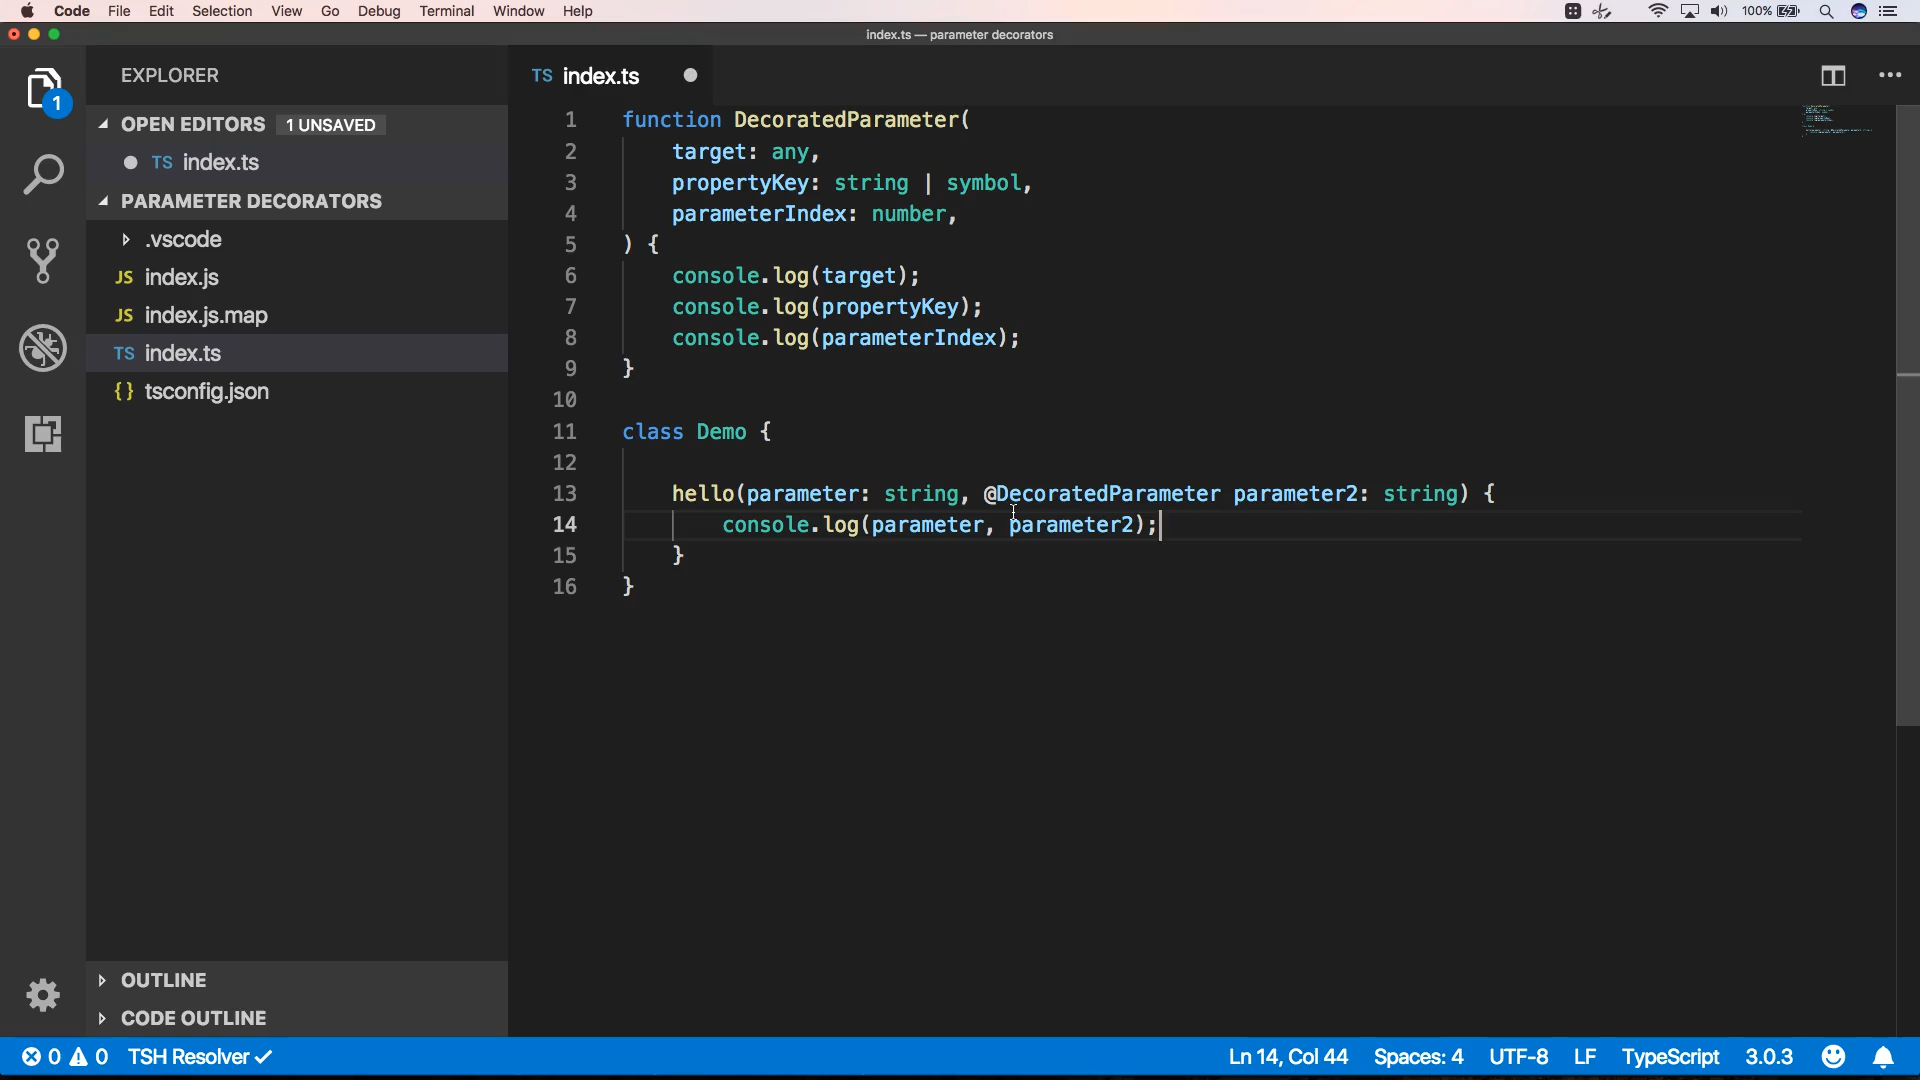 Code File Edit Selection View Go Debug Terminal Window Help 100%
index.ts — parameter decorators
EXPLORER
1
OPEN EDITORS 1 UNSAVED
TS index.ts
PARAMETER DECORATORS
.vscode
JS index.js
JS index.js.map
TS index.ts
{} tsconfig.json
OUTLINE
CODE OUTLINE
TS index.ts
1 function DecoratedParameter(
2 target: any,
3 propertyKey: string | symbol,
4 parameterIndex: number,
5 ) {
6 console.log(target);
7 console.log(propertyKey);
8 console.log(parameterIndex);
9 }
10
11 class Demo {
12
13 hello(parameter: string, @DecoratedParameter parameter2: string) {
14 console.log(parameter, parameter2);
15 }
16 }
0 0 TSH Resolver Ln 14, Col 44 Spaces: 4 UTF-8 LF TypeScript 3.0.3